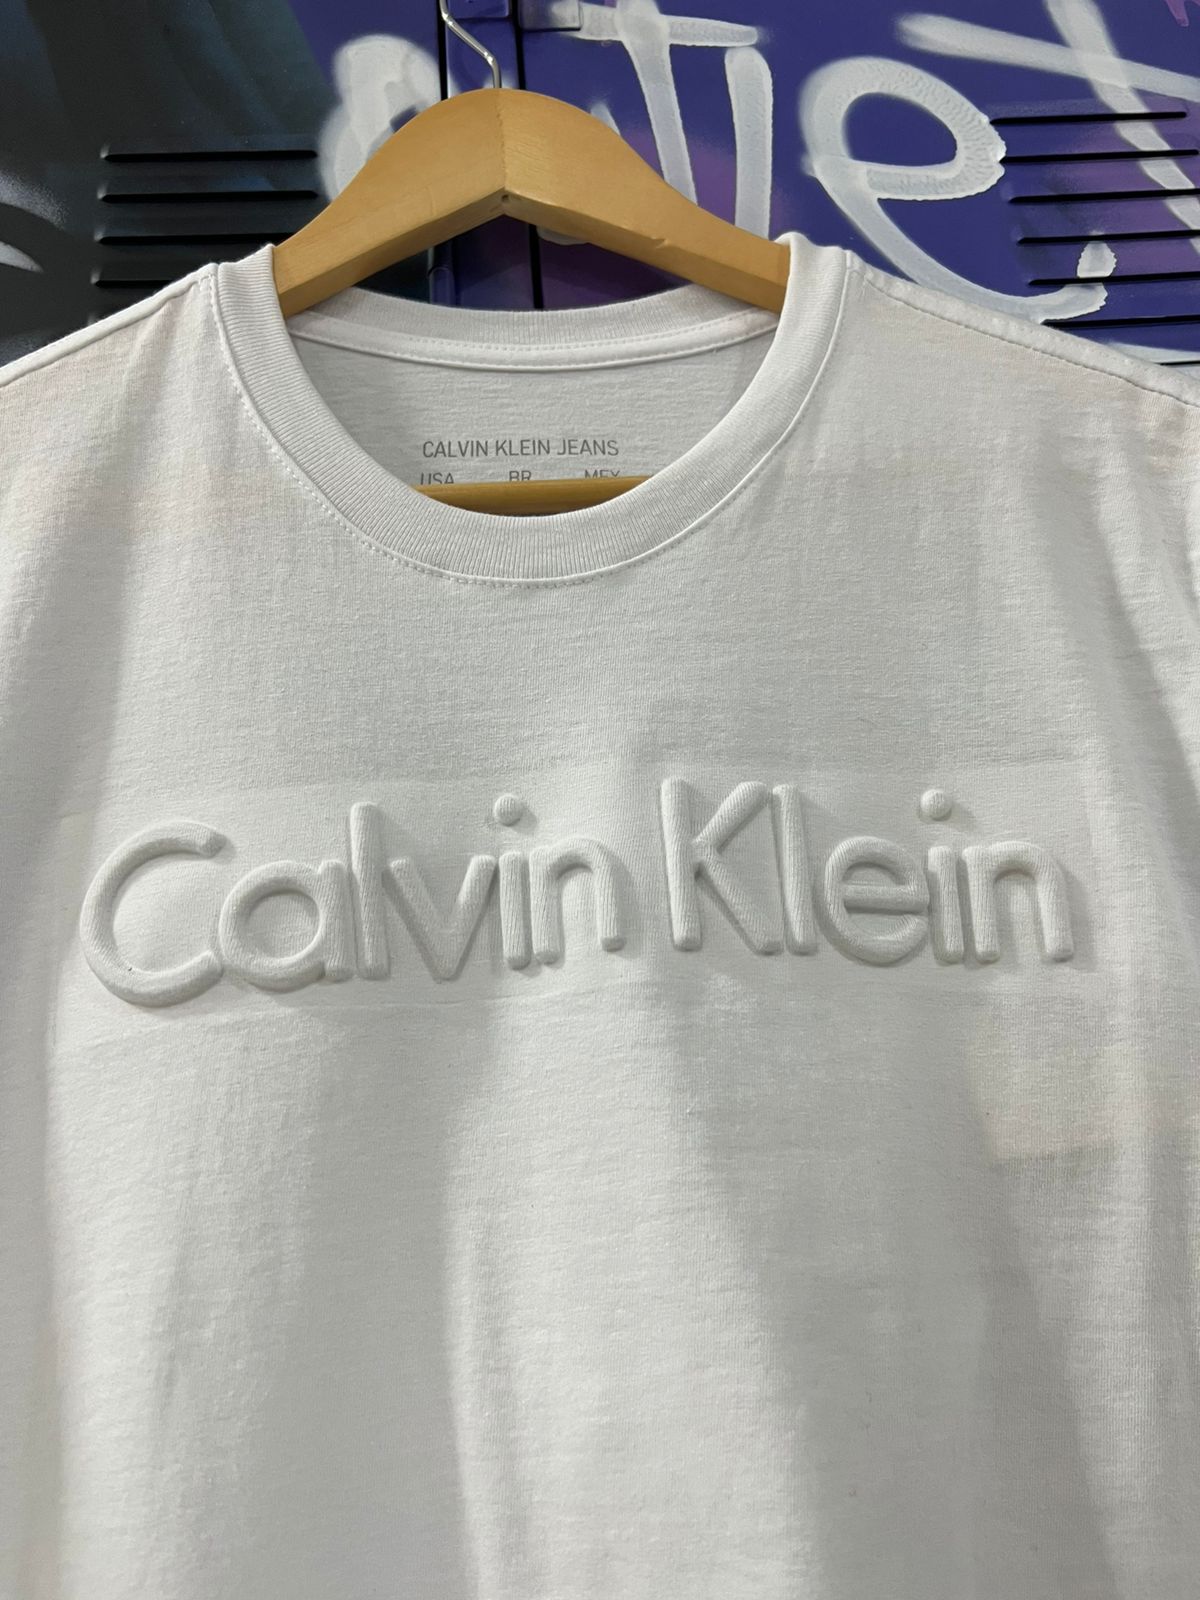 CALVIN KLEIN JEANS
USA BR MEX
Calvin Klein